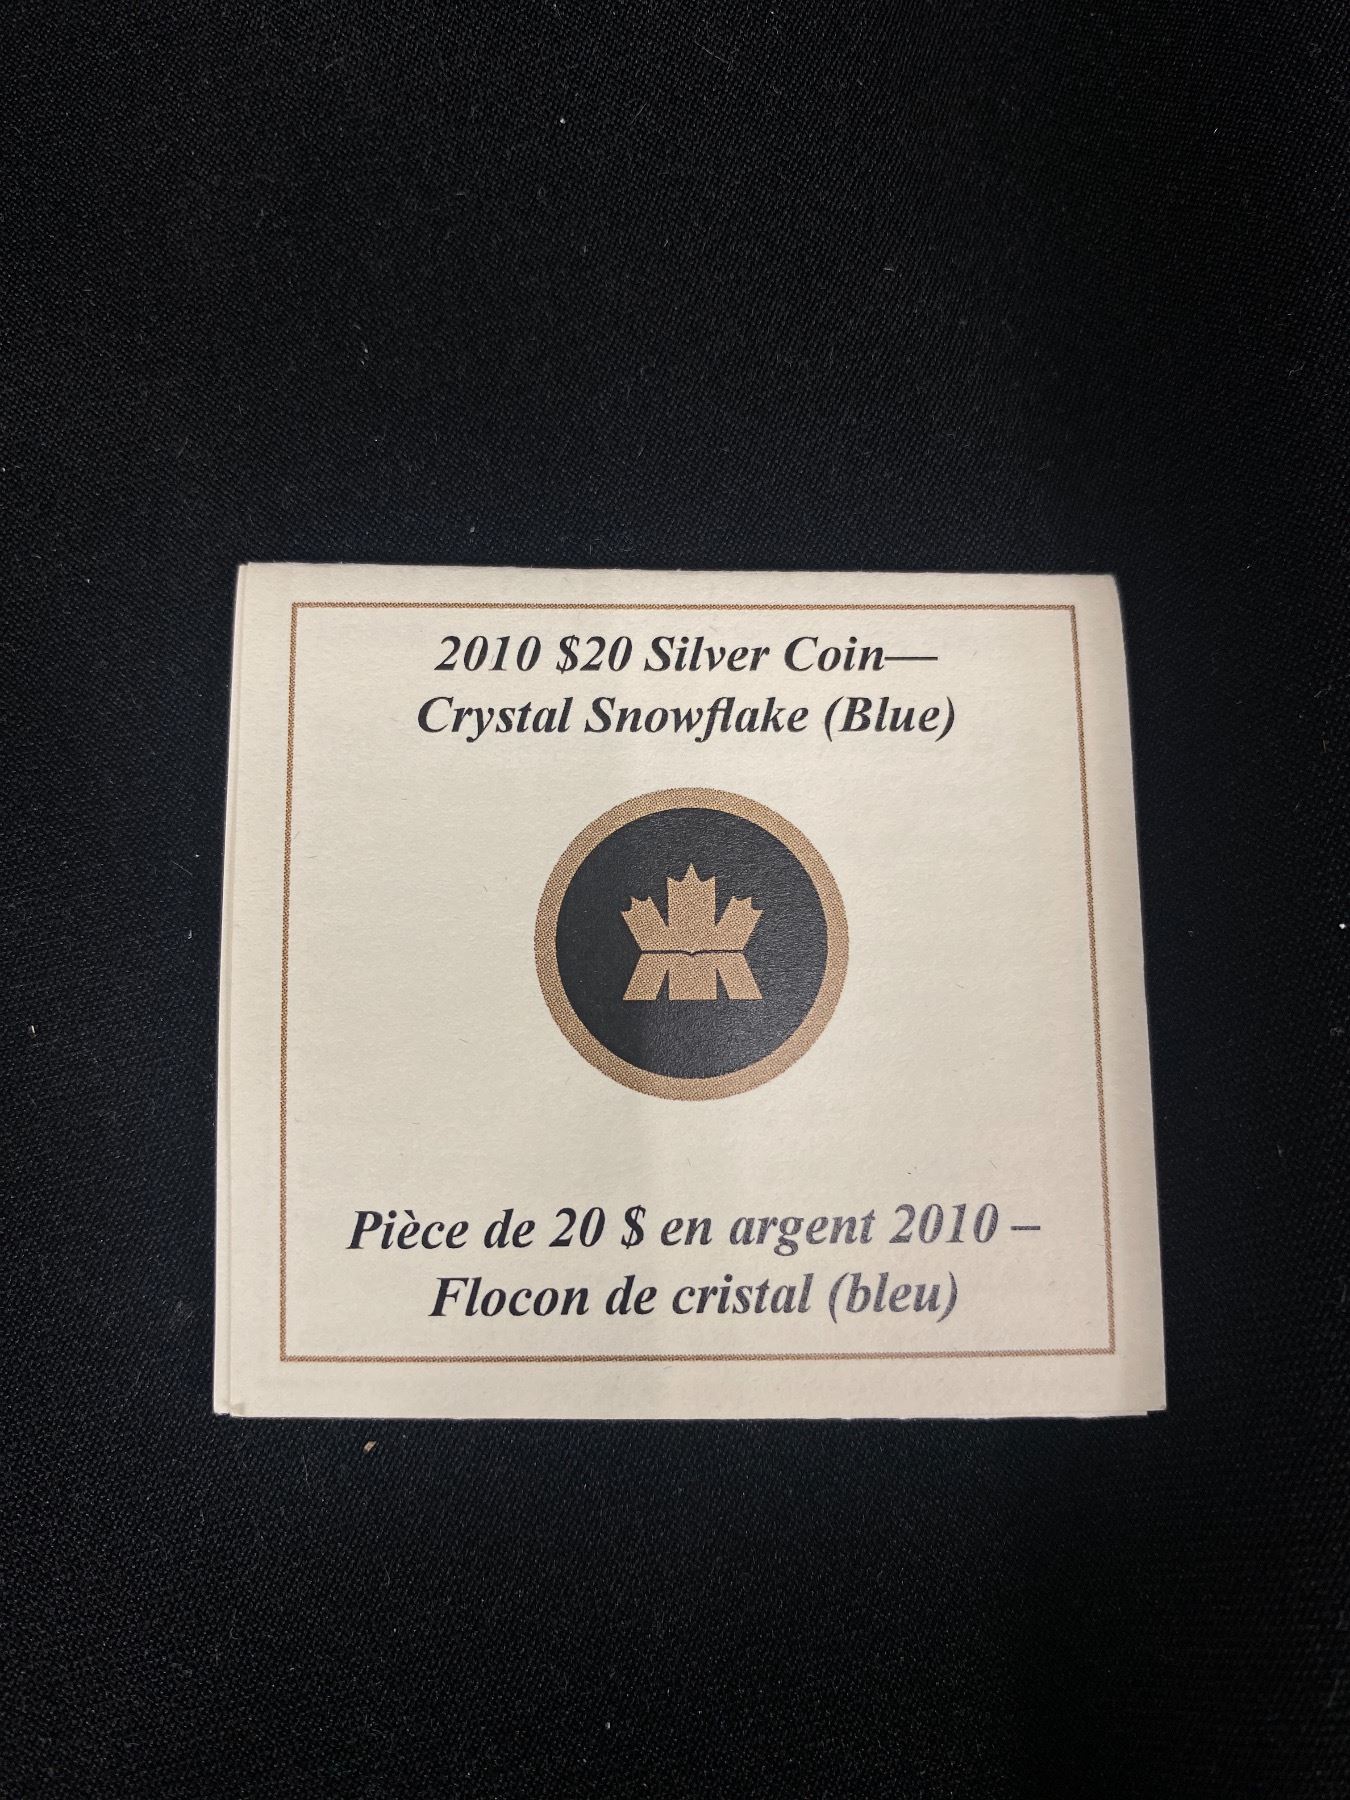 2010 $20 Silver Coin—
Crystal Snowflake (Blue)
Pièce de 20 $ en argent 2010 –
Flocon de cristal (bleu)